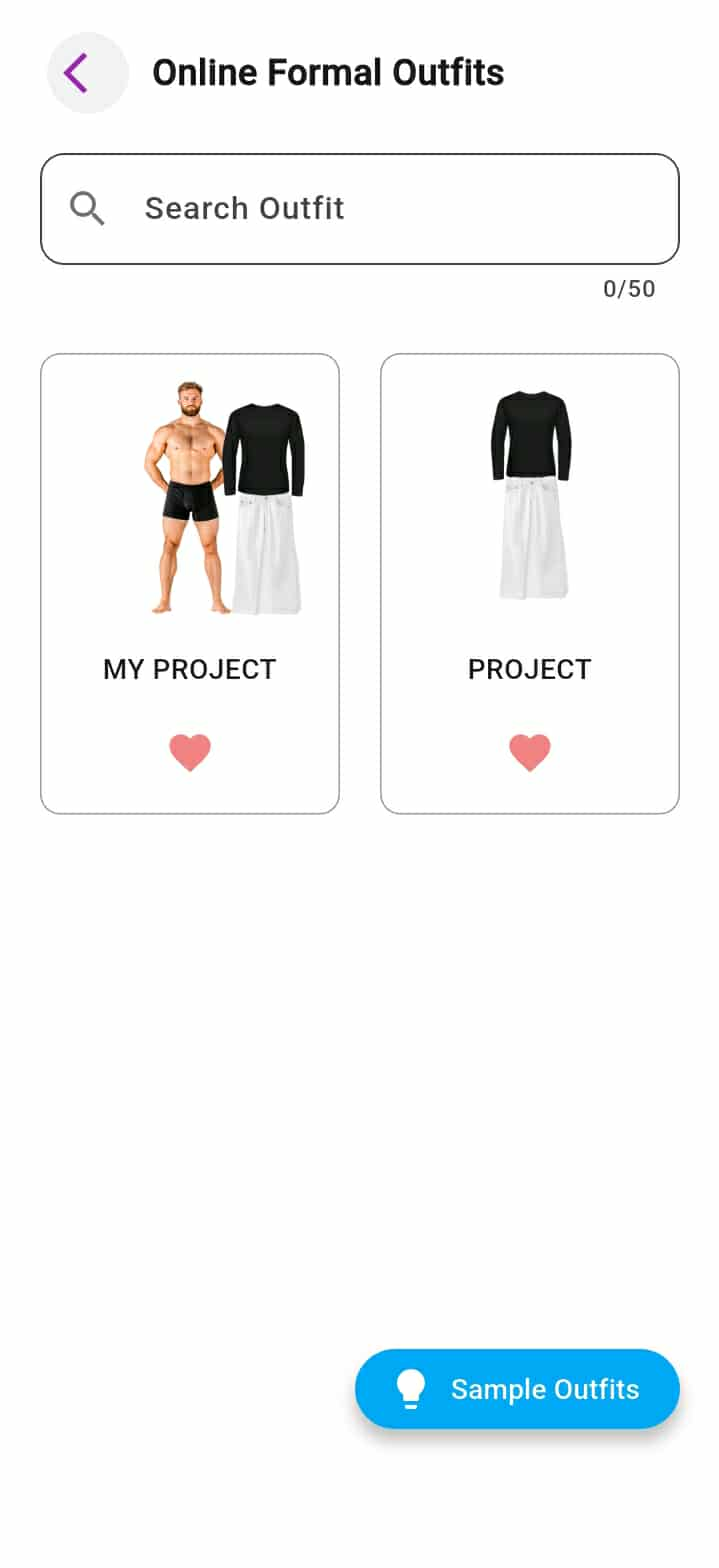 Online Formal Outfits
Search Outfit
0/50
MY PROJECT
PROJECT
Sample Outfits